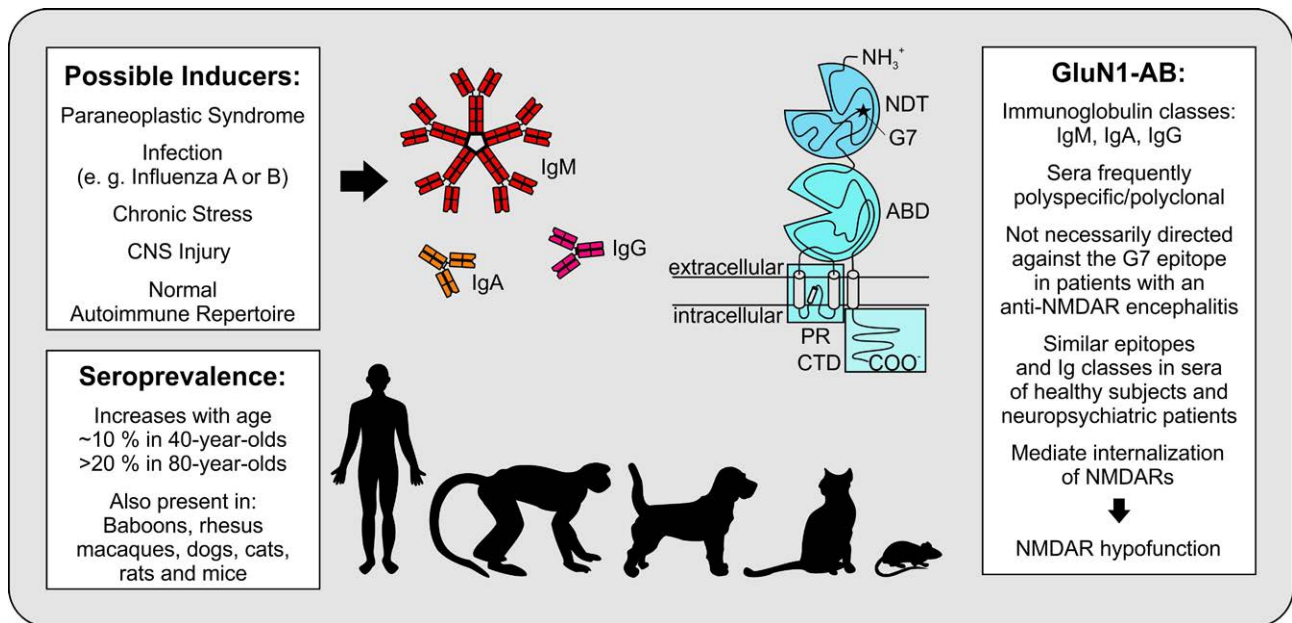 Possible Inducers:
Paraneoplastic Syndrome
Infection
(e. g. Influenza A or B)
Chronic Stress
CNS Injury
Normal
Autoimmune Repertoire
Seroprevalence:
Increases with age
~10 % in 40-year-olds
>20 % in 80-year-olds
Also present in:
Baboons, rhesus
macaques, dogs, cats,
rats and mice
IgM
IgA
IgG
NH₃⁺
NDT
G7
ABD
extracellular
intracellular
PR
CTD
COO⁻
GluN1-AB:
Immunoglobulin classes:
IgM, IgA, IgG
Sera frequently
polyspecific/polyclonal
Not necessarily directed
against the G7 epitope
in patients with an
anti-NMDAR encephalitis
Similar epitopes
and Ig classes in sera
of healthy subjects and
neuropsychiatric patients
Mediate internalization
of NMDARs
NMDAR hypofunction